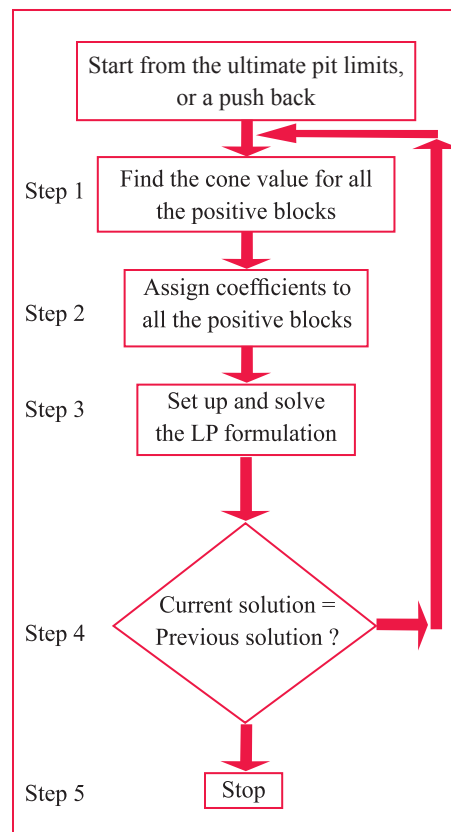 Start from the ultimate pit limits,
or a push back
Step 1
Find the cone value for all
the positive blocks
Step 2
Assign coefficients to
all the positive blocks
Step 3
Set up and solve
the LP formulation
Step 4
Current solution =
Previous solution ?
Step 5
Stop